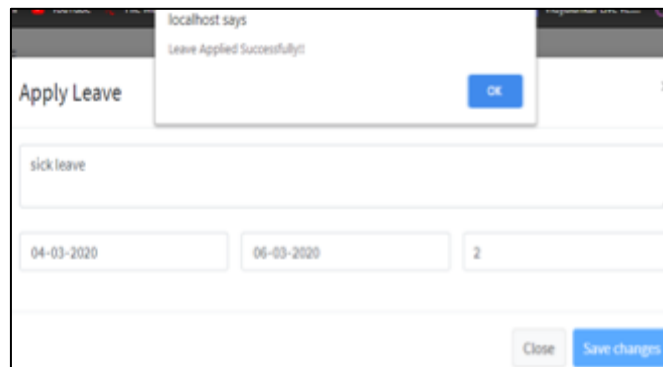 localhost says
Leave Applied Successfully!!
OK
Apply Leave
sick leave
04-03-2020 06-03-2020 2
Close Save changes